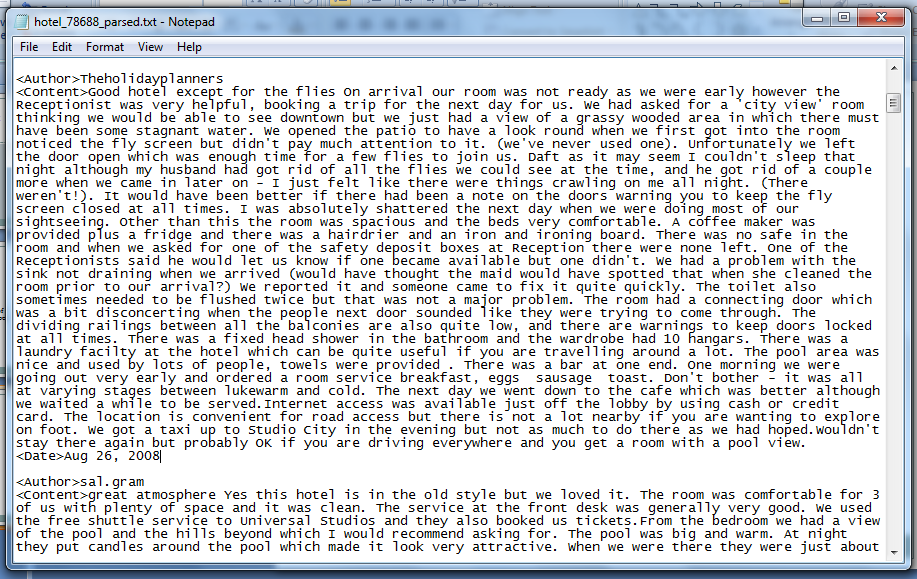 hotel_78688_parsed.txt - Notepad
File Edit Format View Help
<Author>Theholidayplanners
<Content>Good hotel except for the flies On arrival our room was not ready as we were early however the
Receptionist was very helpful, booking a trip for the next day for us. We had asked for a 'city view' room
thinking we would be able to see downtown but we just had a view of a grassy wooded area in which there must
have been some stagnant water. We opened the patio to have a look round when we first got into the room
noticed the fly screen but didn't pay much attention to it. (we've never used one). Unfortunately we left
the door open which was enough time for a few flies to join us. Daft as it may seem I couldn't sleep that
night although my husband had got rid of all the flies we could see at the time, and he got rid of a couple
more when we came in later on - I just felt like there were things crawling on me all night. (There
weren't!). It would have been better if there had been a note on the doors warning you to keep the fly
screen closed at all times. I was absolutely shattered the next day when we were doing most of our
sightseeing. Other than this the room was spacious and the beds very comfortable. A coffee maker was
provided plus a fridge and there was a hairdrier and an iron and ironing board. There was no safe in the
room and when we asked for one of the safety deposit boxes at Reception there were none left. One of the
Receptionists said he would let us know if one became available but one didn't. We had a problem with the
sink not draining when we arrived (would have thought the maid would have spotted that when she cleaned the
room prior to our arrival?) We reported it and someone came to fix it quite quickly. The toilet also
sometimes needed to be flushed twice but that was not a major problem. The room had a connecting door which
was a bit disconcerting when the people next door sounded like they were trying to come through. The
dividing railings between all the balconies are also quite low, and there are warnings to keep doors locked
at all times. There was a fixed head shower in the bathroom and the wardrobe had 10 hangars. There was a
laundry facilty at the hotel which can be quite useful if you are travelling around a lot. The pool area was
nice and used by lots of people, towels were provided . There was a bar at one end. One morning we were
going out very early and ordered a room service breakfast, eggs  sausage  toast. Don't bother - it was all
at varying stages between lukewarm and cold. The next day we went down to the cafe which was better although
we waited a while to be served.Internet access was available just off the lobby by using cash or credit
card. The location is convenient for road access but there is not a lot nearby if you are wanting to explore
on foot. We got a taxi up to Studio City in the evening but not as much to do there as we had hoped.Wouldn't
stay there again but probably OK if you are driving everywhere and you get a room with a pool view.
<Date>Aug 26, 2008
<Author>sal.gram
<Content>great atmosphere Yes this hotel is in the old style but we loved it. The room was comfortable for 3
of us with plenty of space and it was clean. The service at the front desk was generally very good. We used
the free shuttle service to Universal Studios and they also booked us tickets.From the bedroom we had a view
of the pool and the hills beyond which I would recommend asking for. The pool was big and warm. At night
they put candles around the pool which made it look very attractive. When we were there they were just about